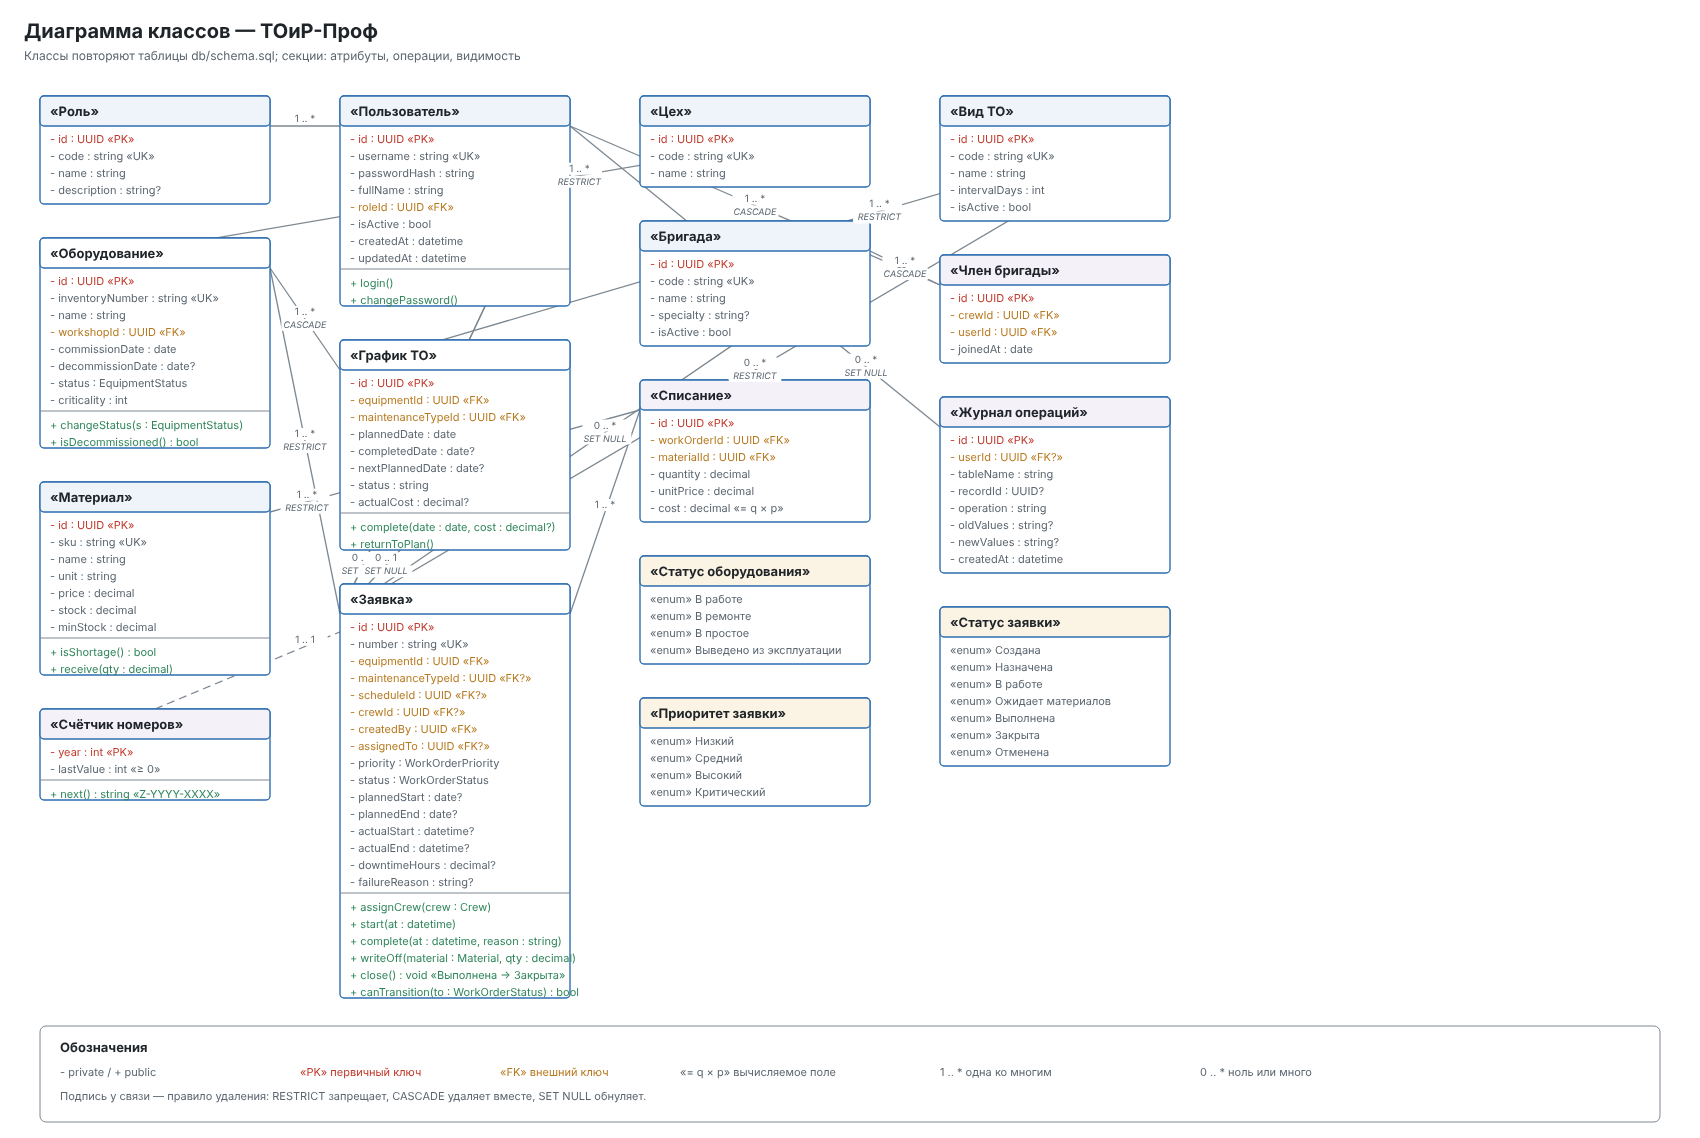 Диаграмма классов — ТОиР-Проф
Классы повторяют таблицы db/schema.sql; секции: атрибуты, операции, видимость
«Роль»
- id : UUID «PK»
- code : string «UK»
- name : string
- description : string?
1 .. *
«Пользователь»
- id : UUID «PK»
- username : string «UK»
- passwordHash : string
- fullName : string
- roleId : UUID «FK»
- isActive : bool
- createdAt : datetime
- updatedAt : datetime
+ login()
+ changePassword()
1 .. *
RESTRICT
«Цех»
- id : UUID «PK»
- code : string «UK»
- name : string
1 .. *
CASCADE
1 .. *
RESTRICT
«Вид ТО»
- id : UUID «PK»
- code : string «UK»
- name : string
- intervalDays : int
- isActive : bool
«Оборудование»
- id : UUID «PK»
- inventoryNumber : string «UK»
- name : string
- workshopId : UUID «FK»
- commissionDate : date
- decommissionDate : date?
- status : EquipmentStatus
- criticality : int
+ changeStatus(s : EquipmentStatus)
+ isDecommissioned() : bool
1 .. *
CASCADE
1 .. *
RESTRICT
«Бригада»
- id : UUID «PK»
- code : string «UK»
- name : string
- specialty : string?
- isActive : bool
1 .. *
CASCADE
«Член бригады»
- id : UUID «PK»
- crewId : UUID «FK»
- userId : UUID «FK»
- joinedAt : date
«График ТО»
- id : UUID «PK»
- equipmentId : UUID «FK»
- maintenanceTypeId : UUID «FK»
- plannedDate : date
- completedDate : date?
- nextPlannedDate : date?
- status : string
- actualCost : decimal?
+ complete(date : date, cost : decimal?)
+ returnToPlan()
0 .. *
RESTRICT
0 .. *
SET NULL
0 .. *
SET NULL
«Списание»
- id : UUID «PK»
- workOrderId : UUID «FK»
- materialId : UUID «FK»
- quantity : decimal
- unitPrice : decimal
- cost : decimal «= q × p»
1 .. *
«Журнал операций»
- id : UUID «PK»
- userId : UUID «FK?»
- tableName : string
- recordId : UUID?
- operation : string
- oldValues : string?
- newValues : string?
- createdAt : datetime
«Материал»
- id : UUID «PK»
- sku : string «UK»
- name : string
- unit : string
- price : decimal
- stock : decimal
- minStock : decimal
+ isShortage() : bool
+ receive(qty : decimal)
1 .. *
RESTRICT
0 .. 0 .. 1
SET SET NULL
1 .. 1
«Заявка»
- id : UUID «PK»
- number : string «UK»
- equipmentId : UUID «FK»
- maintenanceTypeId : UUID «FK?»
- scheduleId : UUID «FK?»
- crewId : UUID «FK?»
- createdBy : UUID «FK»
- assignedTo : UUID «FK?»
- priority : WorkOrderPriority
- status : WorkOrderStatus
- plannedStart : date?
- plannedEnd : date?
- actualStart : datetime?
- actualEnd : datetime?
- downtimeHours : decimal?
- failureReason : string?
+ assignCrew(crew : Crew)
+ start(at : datetime)
+ complete(at : datetime, reason : string)
+ writeOff(material : Material, qty : decimal)
+ close() : void «Выполнена → Закрыта»
+ canTransition(to : WorkOrderStatus) : bool
«Статус оборудования»
«enum» В работе
«enum» В ремонте
«enum» В простое
«enum» Выведено из эксплуатации
«Статус заявки»
«enum» Создана
«enum» Назначена
«enum» В работе
«enum» Ожидает материалов
«enum» Выполнена
«enum» Закрыта
«enum» Отменена
«Счётчик номеров»
- year : int «PK»
- lastValue : int «≥ 0»
+ next() : string «Z-YYYY-XXXX»
«Приоритет заявки»
«enum» Низкий
«enum» Средний
«enum» Высокий
«enum» Критический
Обозначения
- private / + public
«PK» первичный ключ
«FK» внешний ключ
«= q × p» вычисляемое поле
1 .. * одна ко многим
0 .. * ноль или много
Подпись у связи — правило удаления: RESTRICT запрещает, CASCADE удаляет вместе, SET NULL обнуляет.